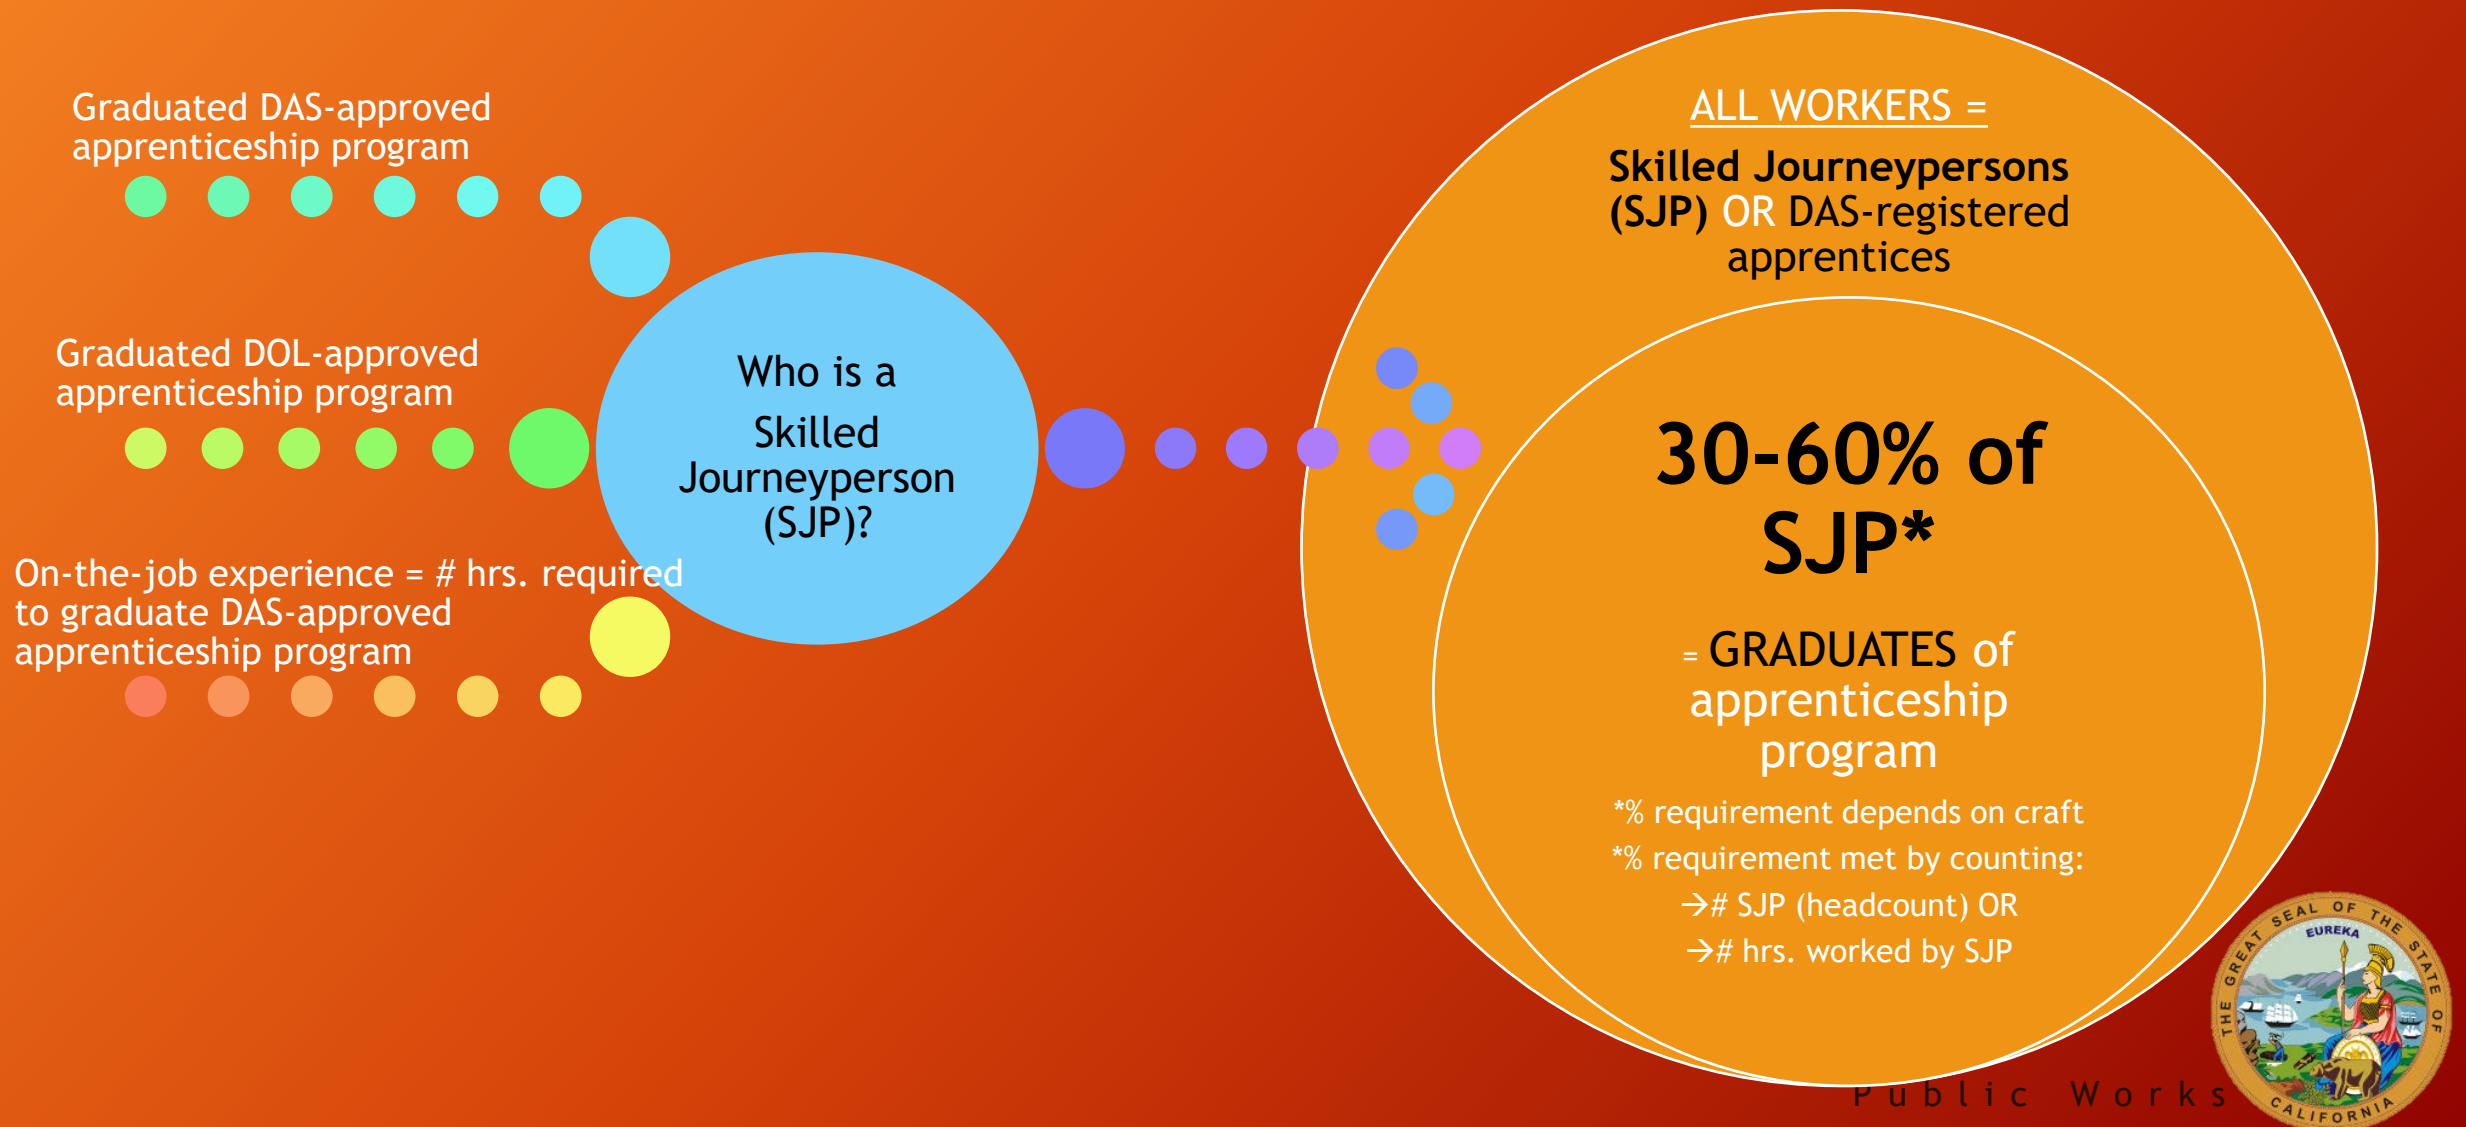 Graduated DAS-approved
apprenticeship program
Graduated DOL-approved
apprenticeship program
On-the-job experience = # hrs. required
to graduate DAS-approved
apprenticeship program
Who is a
Skilled
Journeyperson
(SJP)?
ALL WORKERS =
Skilled Journeypersons
(SJP) OR DAS-registered
apprentices
30-60% of
SJP*
= GRADUATES of
apprenticeship
program
*% requirement depends on craft
*% requirement met by counting:
→# SJP (headcount) OR
→# hrs. worked by SJP
Public Works
THE GREAT SEAL OF THE STATE OF CALIFORNIA
EUREKA